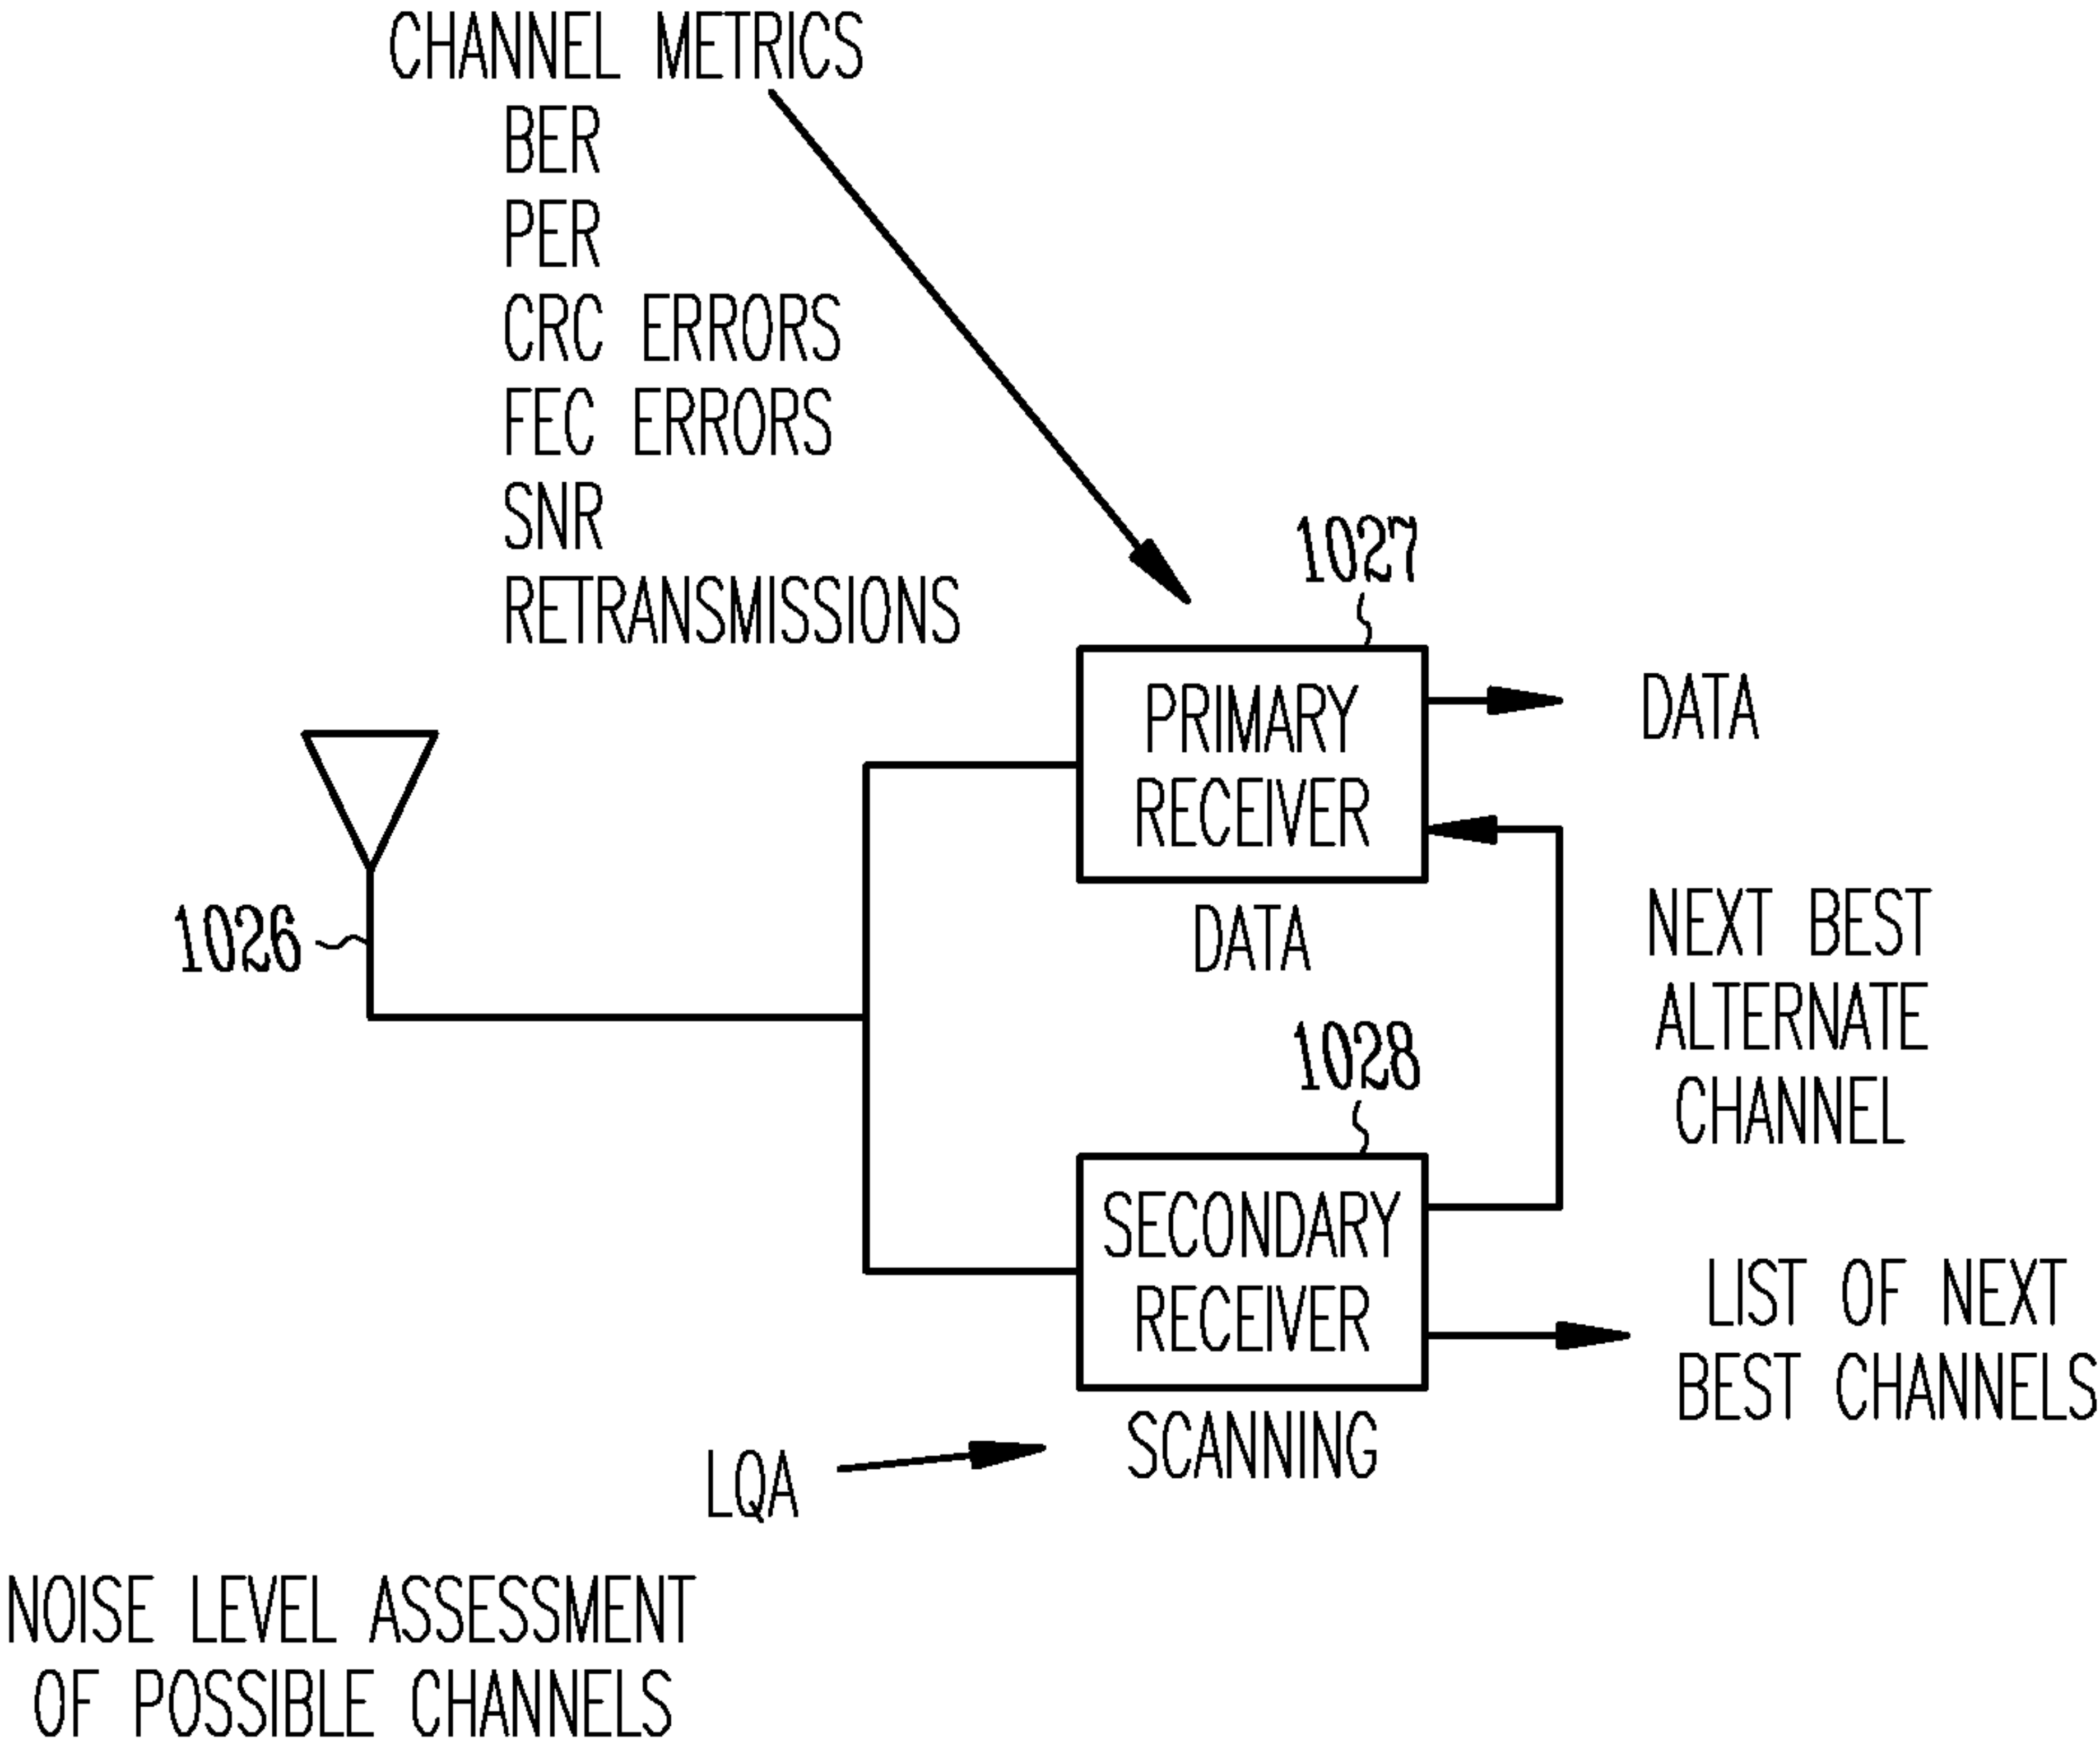 CHANNEL METRICS
BER
PER
CRC ERRORS
FEC ERRORS
SNR
RETRANSMISSIONS
1027
PRIMARY
RECEIVER
DATA
DATA
1026
NEXT BEST
ALTERNATE
CHANNEL
1028
SECONDARY
RECEIVER
LIST OF NEXT
BEST CHANNELS
SCANNING
LQA
NOISE LEVEL ASSESSMENT
OF POSSIBLE CHANNELS